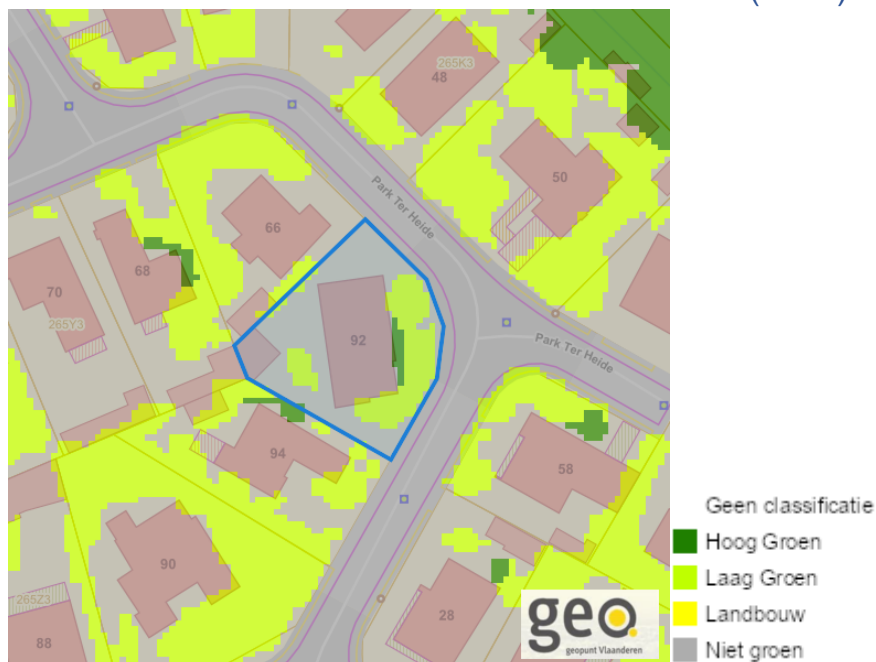 48
265K3
50
Park Ter Heide
66
68
70
265Y3
92
Park Ter Heide
94
58
90
265Z3
88
28
geo
geopunt Vlaanderen
Geen classificatie
Hoog Groen
Laag Groen
Landbouw
Niet groen